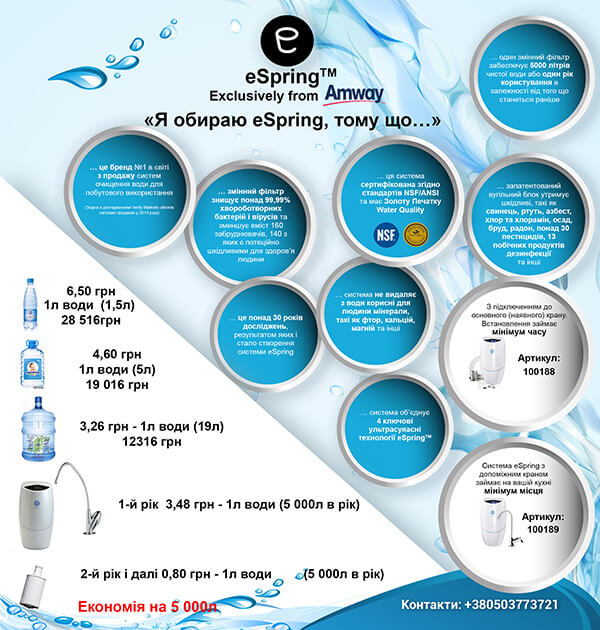 eSpring™
Exclusively from Amway
«Я обираю eSpring, тому що...»
... один змінний фільтр
забезпечує 5000 літрів
чистої води або один рік
користування в
залежності від того що
станеться раніше
... це бренд №1 в світі
з продажу систем
очищення води для
побутового використання
... змінний фільтр
знищує понад 99,99%
хвороботворних
бактерій і вірусів та
зменшує вміст 160
забруднювачів, 140 з
яких є потеційно
шкідливими для здоров'я
людини
... ця система
сертифікована згідно
стандартів NSF/ANSI
та має Золоту Печатку
Water Quality
NSF.
... запатентований
вугільний блок утримує
шкідливі, такі як
свинець, ртуть, азбест,
хлор та хлорамін, осад,
бруд, радон, понад 30
пестицидів, 13
побічних продуктів
дезинфекції
та інші
... це понад 30 років
досліджень,
результатом яких і
стало створення
системи eSpring
... система не видаляє
з води корисні для
людини мінерали,
такі як фтор, кальцій,
магній та інші
... система об'єднує
4 ключові
ультрасуясні
технології eSpring™
З підключенням до
основного (наявного) крану.
Встановлення займає
мінімум часу
Артикул:
100188
Система eSpring з
допоміжним краном
займає на вашій кухні
мінімум місця
Артикул:
100189
6,50 грн
1л води (1,5л)
28 516грн
4,60 грн
1л води (5л)
19 016 грн
3,26 грн - 1л води (19л)
12316 грн
1-й рік 3,48 грн - 1л води (5 000л в рік)
2-й рік і далі 0,80 грн - 1л води (5 000л в рік)
Економія на 5 000л
Контакти: +380503773721